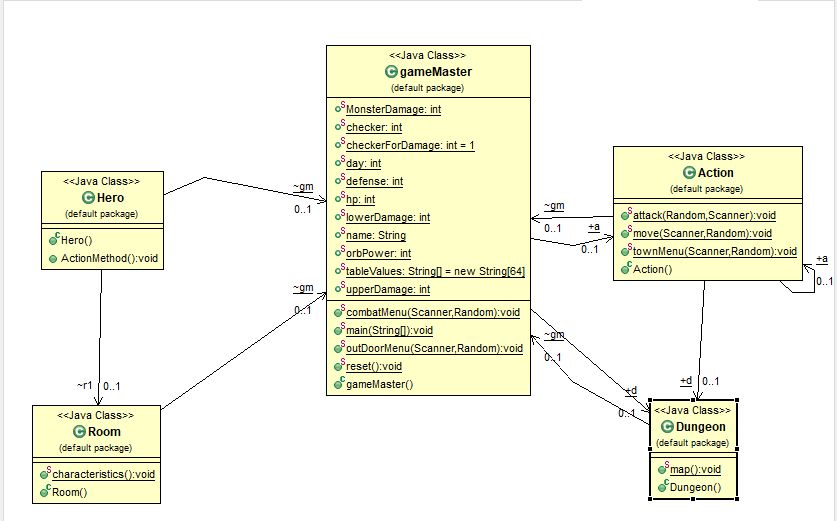 <<Java Class>>
gameMaster
(default package)
MonsterDamage: int
checker: int
checkerForDamage: int = 1
day: int
defense: int
hp: int
lowerDamage: int
name: String
orbPower: int
tableValues: String[] = new String[64]
upperDamage: int
combatMenu(Scanner,Random):void
main(String[]):void
outDoorMenu(Scanner,Random):void
reset():void
gameMaster()
<<Java Class>>
Hero
(default package)
Hero()
ActionMethod():void
~gm
0..1
~r1
0..1
<<Java Class>>
Room
(default package)
characteristics():void
Room()
~gm
0..1
<<Java Class>>
Action
(default package)
attack(Random,Scanner):void
move(Scanner,Random):void
townMenu(Scanner,Random):void
Action()
~gm
0..1
+a
0..1
+a
0..1
~gm
0..1
+d
0..1
+d
0..1
<<Java Class>>
Dungeon
(default package)
map():void
Dungeon()